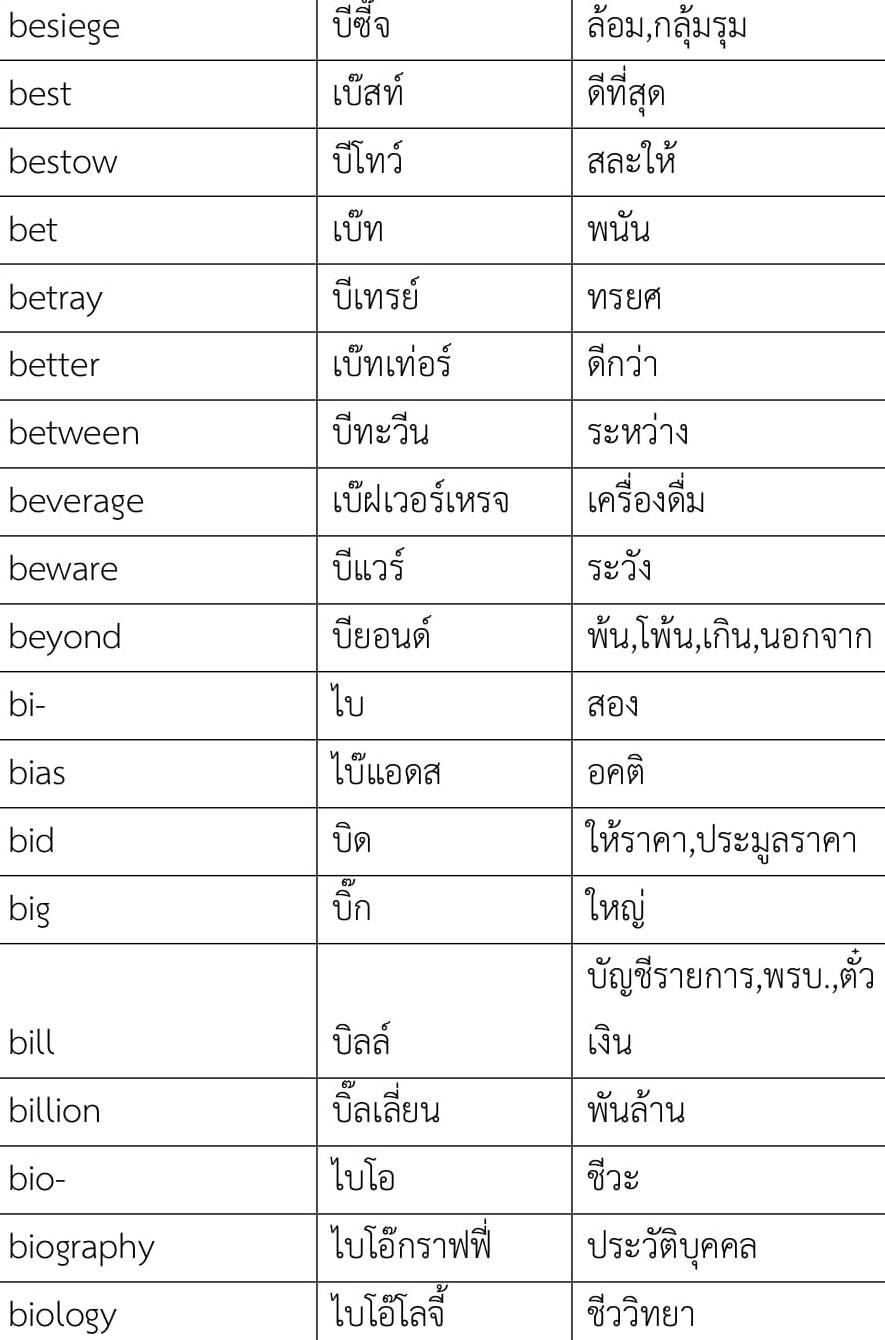 besiege บีซี๊จ ล้อม,กลุ้มรุม
best เบ๊สท์ ดีที่สุด
bestow บีโทว์ สละให้
bet เบ๊ท พนัน
betray บีเทรย์ ทรยศ
better เบ๊ทเท่อร์ ดีกว่า
between บีทะวีน ระหว่าง
beverage เบ๊ฝเวอร์เหรจ เครื่องดื่ม
beware บีแวร์ ระวัง
beyond บียอนด์ พ้น,โพ้น,เกิน,นอกจาก
bi- ไบ สอง
bias ไบ๊แอดส อคติ
bid บิด ให้ราคา,ประมูลราคา
big บิ๊ก ใหญ่
บัญชีรายการ,พรบ.,ตั๋ว
bill บิลล์ เงิน
billion บิ๊ลเลี่ยน พันล้าน
bio- ไบโอ ชีวะ
biography ไบโอ๊กราฟฟี่ ประวัติบุคคล
biology ไบโอ๊โลจี้ ชีววิทยา